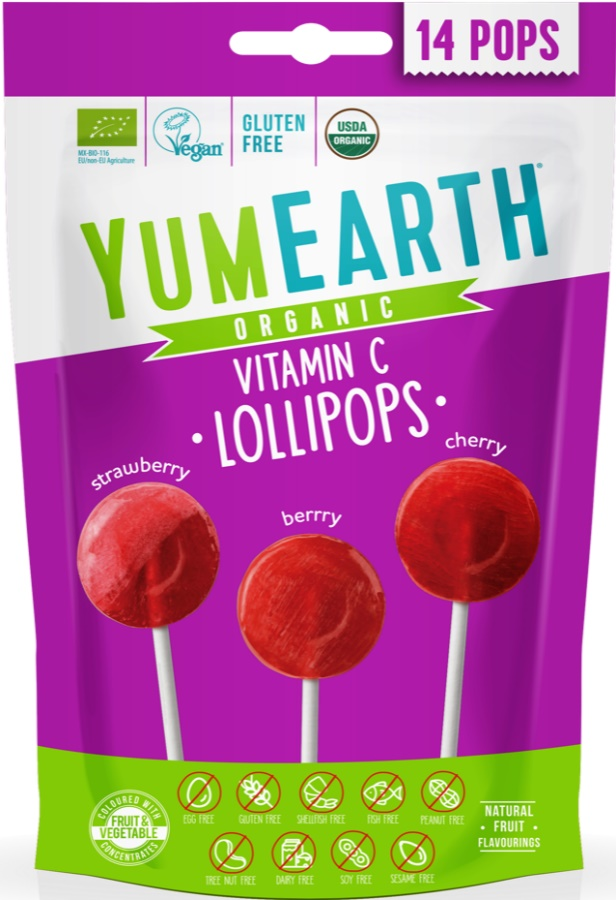 14 POPS
MX-BIO-116
EU/non-EU Agriculture
Vegan
GLUTEN
FREE
USDA
ORGANIC
YUMEARTH®
ORGANIC
VITAMIN C
• LOLLIPOPS •
strawberry
berrry
cherry
EGG FREE
GLUTEN FREE
SHELLFISH FREE
FISH FREE
PEANUT FREE
COLOURED WITH
FRUIT &
VEGETABLE
CONCENTRATES
NATURAL
• FRUIT •
FLAVOURINGS
TREE NUT FREE
DAIRY FREE
SOY FREE
SESAME FREE